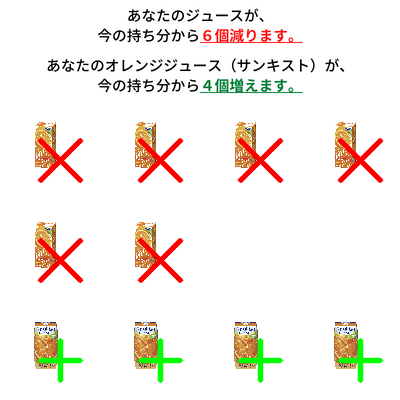 あなたのジュースが、
今の持ち分から６個減ります。
あなたのオレンジジュース（サンキスト）が、
今の持ち分から４個増えます。